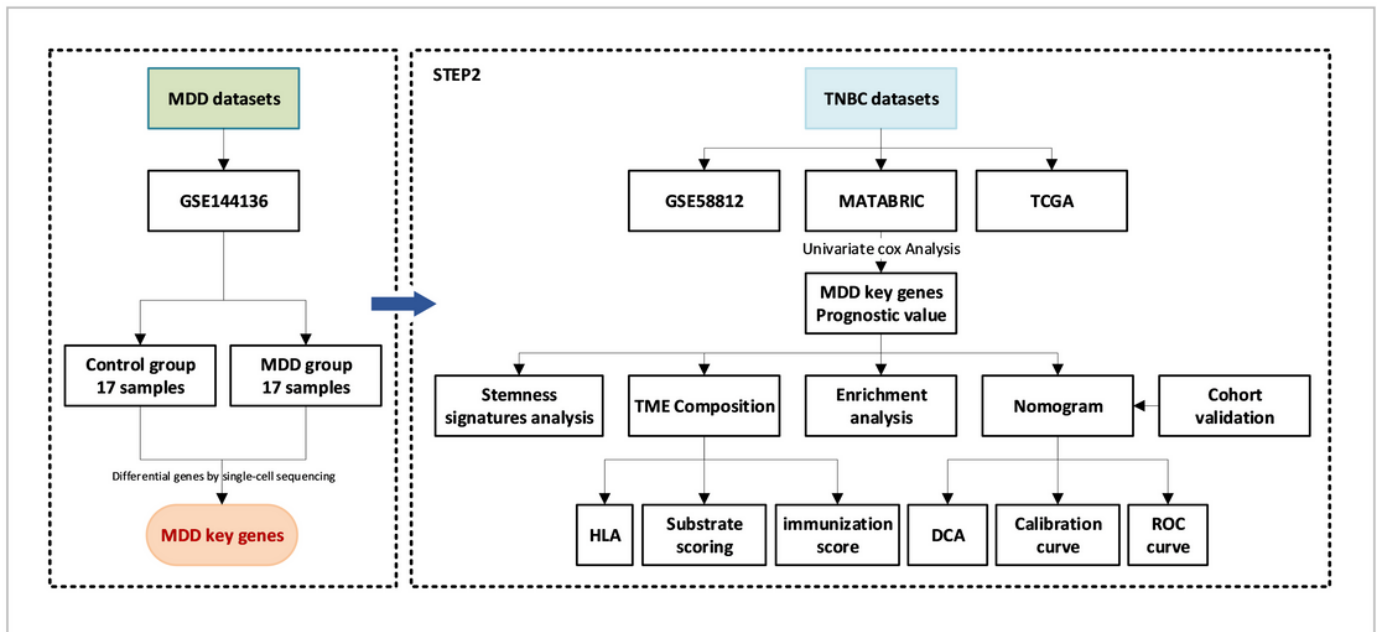 MDD datasets
GSE144136
Control group
17 samples
MDD group
17 samples
Differential genes by single-cell sequencing
MDD key genes
STEP2
TNBC datasets
GSE58812
MATABRIC
TCGA
Univariate cox Analysis
MDD key genes
Prognostic value
Stemness
signatures analysis
TME Composition
Enrichment
analysis
Nomogram
Cohort
validation
HLA
Substrate
scoring
immunization
score
DCA
Calibration
curve
ROC
curve